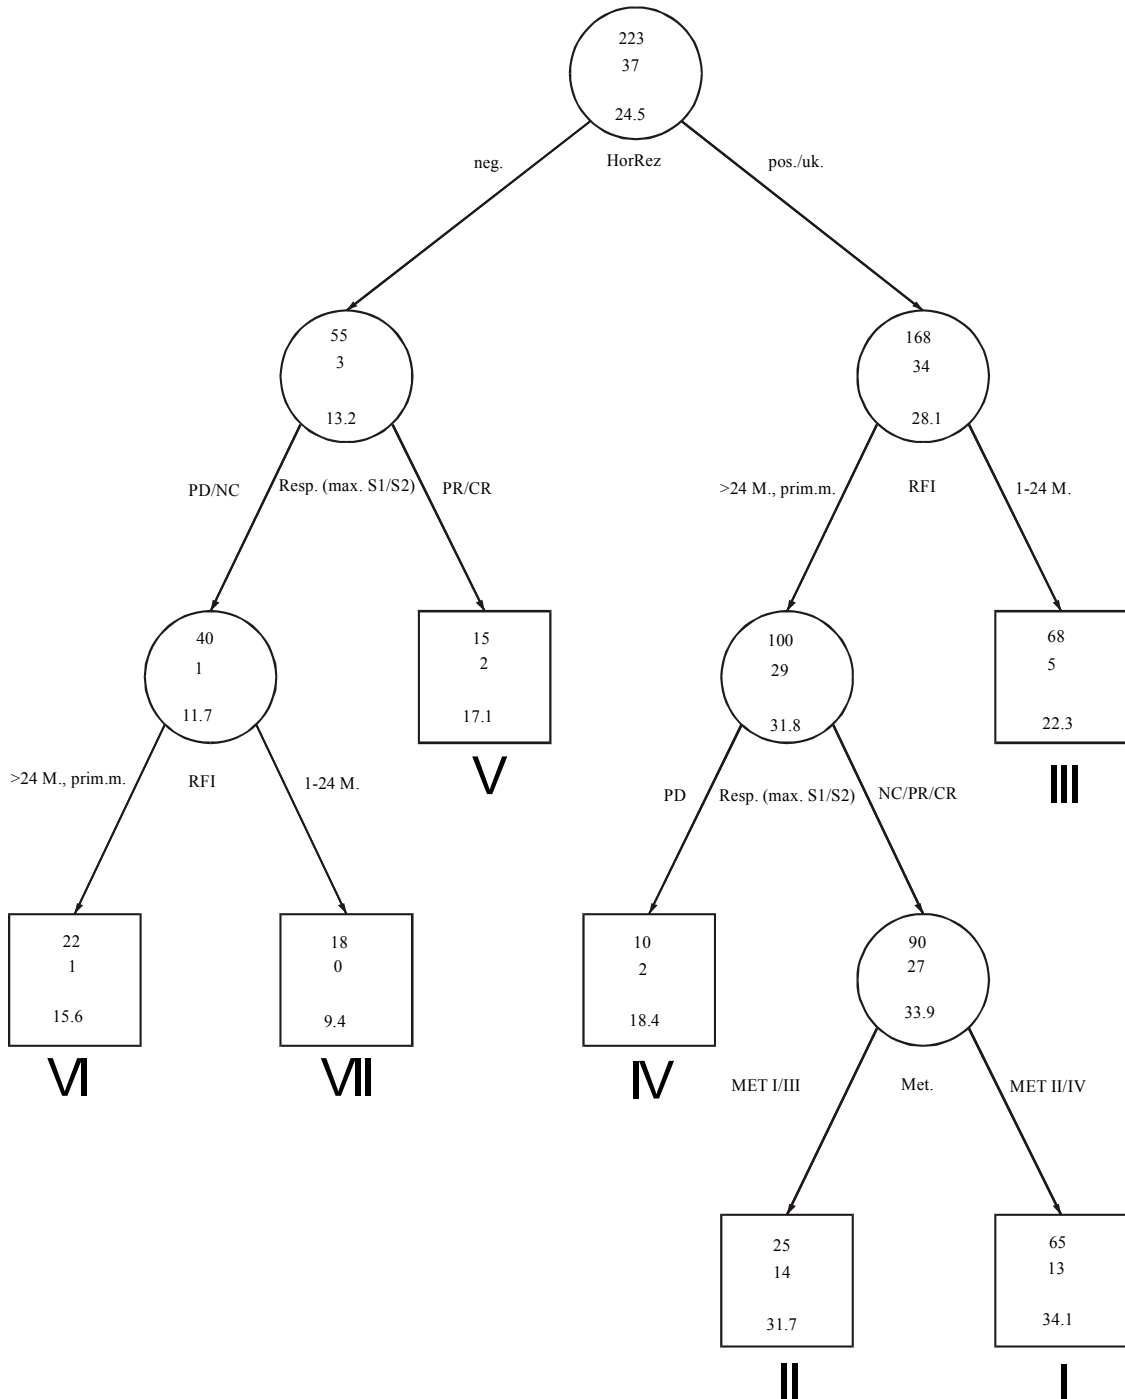 223
37
24.5
neg.
HorRez
pos./uk.
55
3
13.2
168
34
28.1
PD/NC
Resp. (max. S1/S2)
PR/CR
>24 M., prim.m.
RFI
1-24 M.
40
1
11.7
15
2
17.1
V
100
29
31.8
68
5
22.3
III
>24 M., prim.m.
RFI
1-24 M.
PD
Resp. (max. S1/S2)
NC/PR/CR
22
1
15.6
VI
18
0
9.4
VII
10
2
18.4
IV
90
27
33.9
MET I/III
Met.
MET II/IV
25
14
31.7
II
65
13
34.1
I